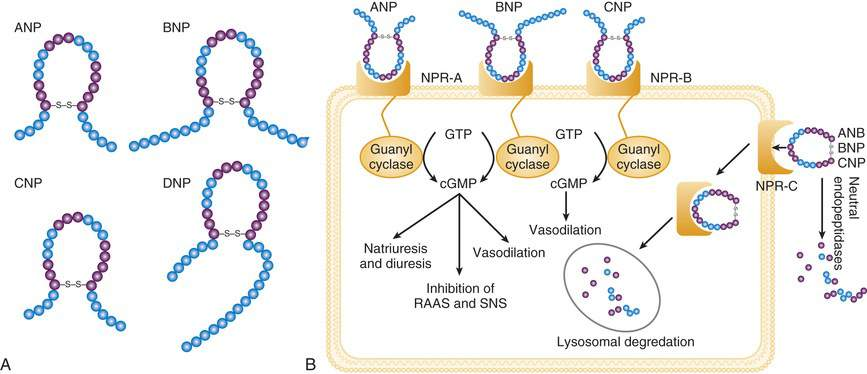 ANP
BNP
-S-S-
-S-S-
CNP
DNP
-S-S-
-S-S-
A
ANP
BNP
CNP
-S-S-
-S-S-
-S-S-
NPR-A
NPR-B
Guanyl
cyclase
GTP
Guanyl
cyclase
GTP
Guanyl
cyclase
cGMP
cGMP
Natriuresis
and diuresis
Vasodilation
Inhibition of
RAAS and SNS
Vasodilation
Lysosomal degredation
ANB
BNP
CNP
NPR-C
Neutral
endopeptidases
B